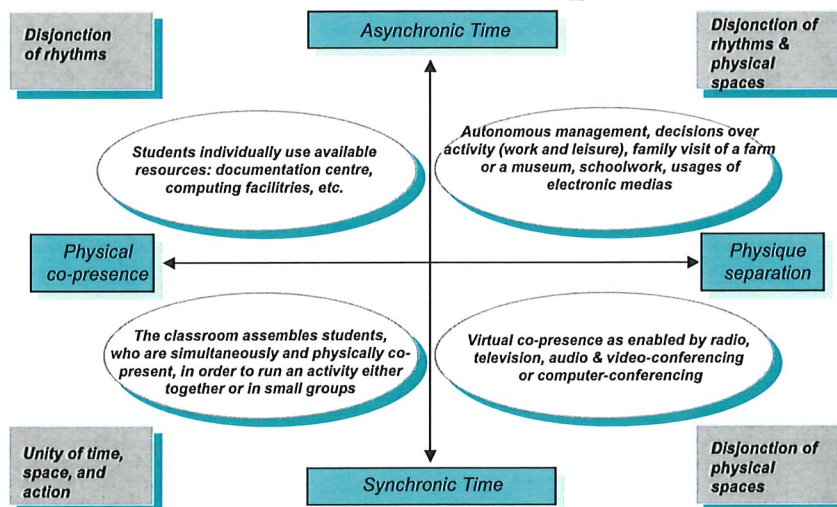 Disjonction
of rhythms
Asynchronic Time
Disjonction of
rhythms &
physical
spaces
Students individually use available
resources: documentation centre,
computing facilitries, etc.
Autonomous management, decisions over
activity (work and leisure), family visit of a farm
or a museum, schoolwork, usages of
electronic medias
Physical
co-presence
Physique
separation
The classroom assembles students,
who are simultaneously and physically co-
present, in order to run an activity either
together or in small groups
Virtual co-presence as enabled by radio,
television, audio & video-conferencing
or computer-conferencing
Unity of time,
space, and
action
Synchronic Time
Disjonction of
physical
spaces